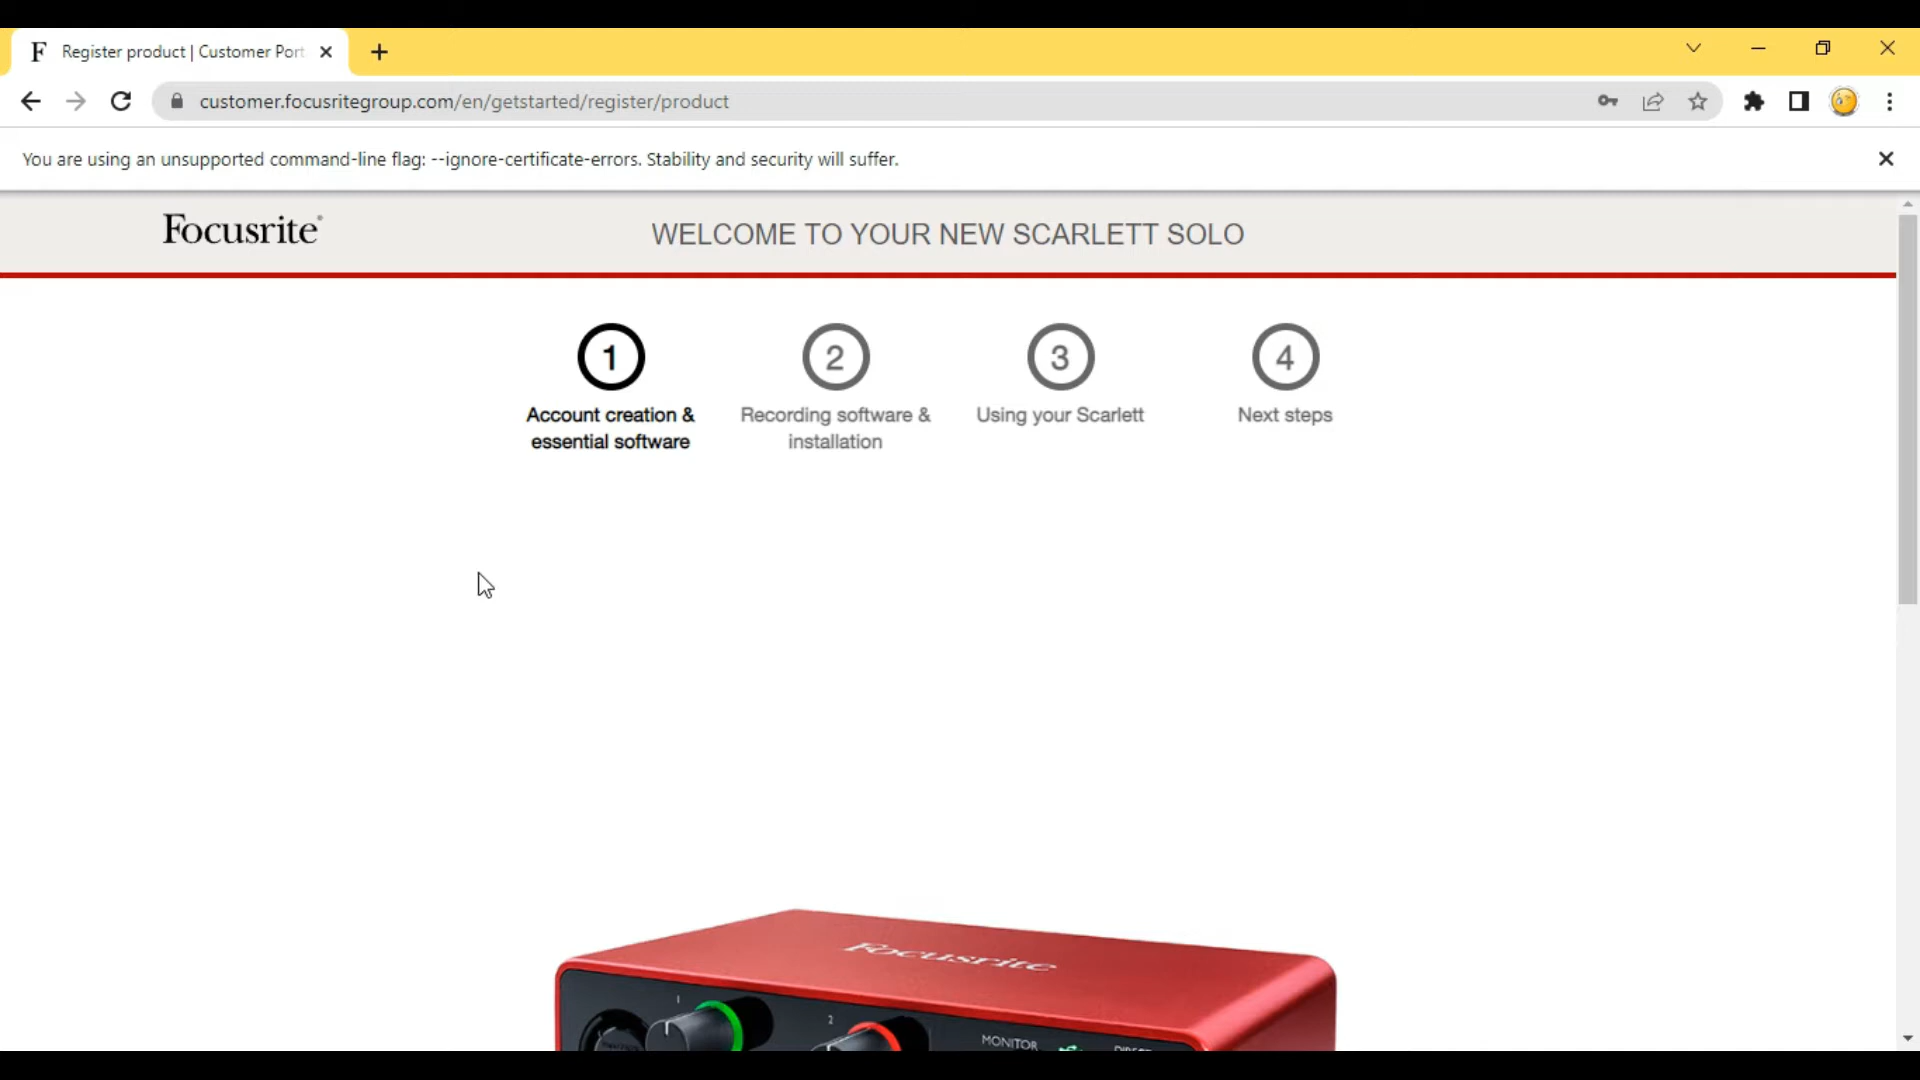 F Register product | Customer Port
customer.focusritegroup.com/en/getstarted/register/product
You are using an unsupported command-line flag: --ignore-certificate-errors. Stability and security will suffer.
Focusrite
WELCOME TO YOUR NEW SCARLETT SOLO
1
2
3
4
Account creation &
essential software
Recording software &
installation
Using your Scarlett
Next steps
Focusrite
1
2
MONITOR